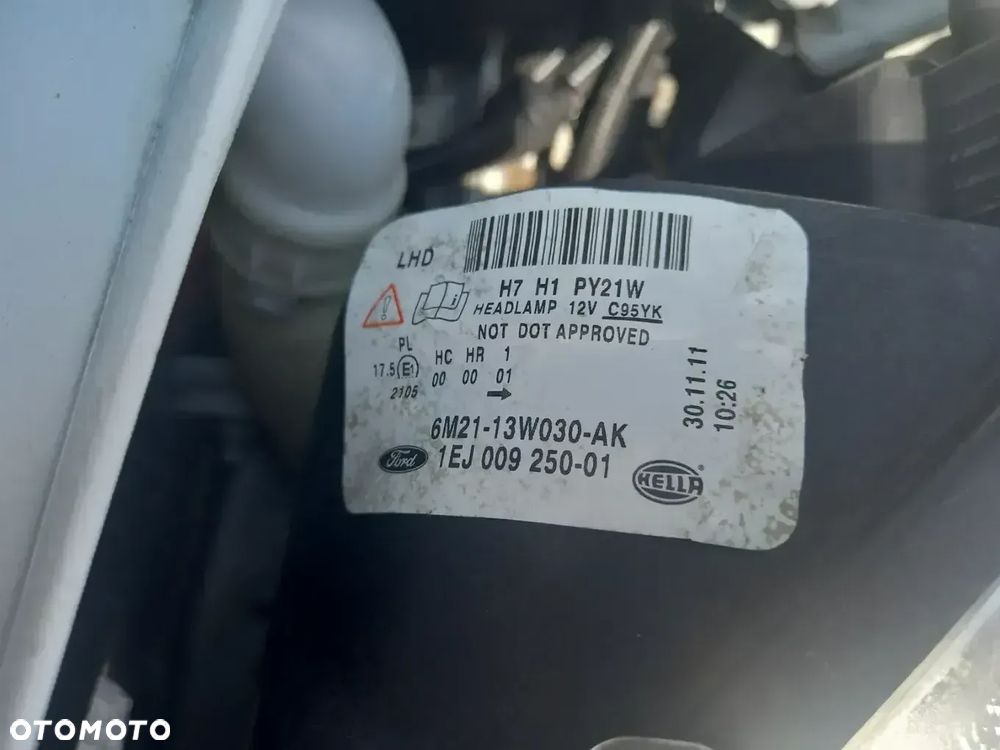 LHD
H7 H1 PY21W
HEADLAMP 12V C95YK
NOT DOT APPROVED
PL HC HR 1
17.5 E1 00 00 01
2105
30.11.11
10:26
6M21-13W030-AK
Ford 1EJ 009 250-01
HELLA
OTOMOTO